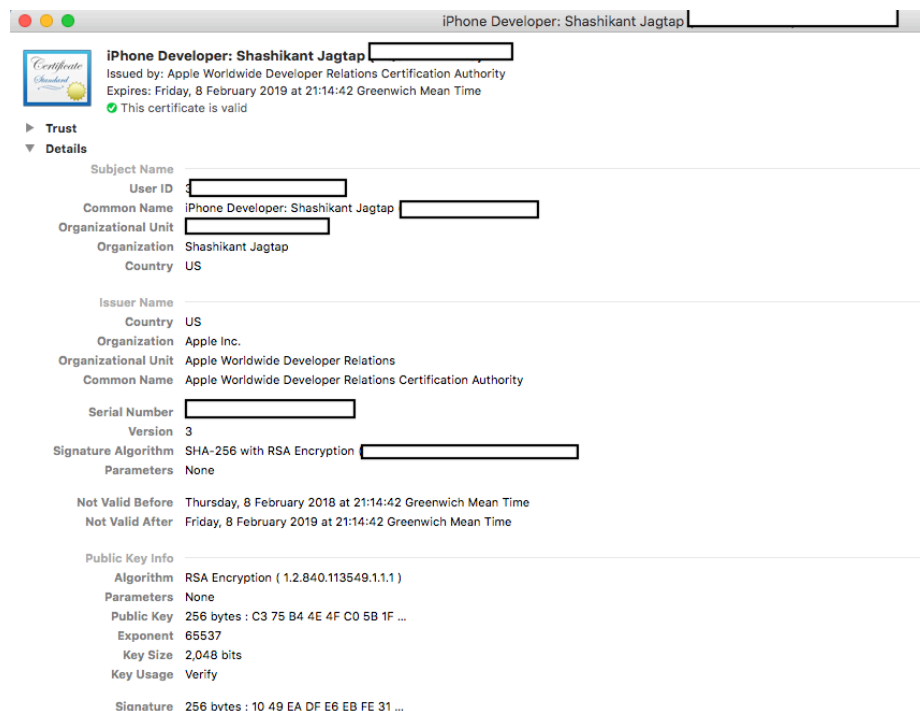 iPhone Developer: Shashikant Jagtap
Certificate
Standard
iPhone Developer: Shashikant Jagtap
Issued by: Apple Worldwide Developer Relations Certification Authority
Expires: Friday, 8 February 2019 at 21:14:42 Greenwich Mean Time
This certificate is valid
Trust
Details
Subject Name
User ID
Common Name iPhone Developer: Shashikant Jagtap
Organizational Unit
Organization Shashikant Jagtap
Country US
Issuer Name
Country US
Organization Apple Inc.
Organizational Unit Apple Worldwide Developer Relations
Common Name Apple Worldwide Developer Relations Certification Authority
Serial Number
Version 3
Signature Algorithm SHA-256 with RSA Encryption (
Parameters None
Not Valid Before Thursday, 8 February 2018 at 21:14:42 Greenwich Mean Time
Not Valid After Friday, 8 February 2019 at 21:14:42 Greenwich Mean Time
Public Key Info
Algorithm RSA Encryption ( 1.2.840.113549.1.1.1 )
Parameters None
Public Key 256 bytes : C3 75 B4 4E 4F C0 5B 1F ...
Exponent 65537
Key Size 2,048 bits
Key Usage Verify
Signature 256 bytes : 10 49 EA DF E6 EB FE 31 ...